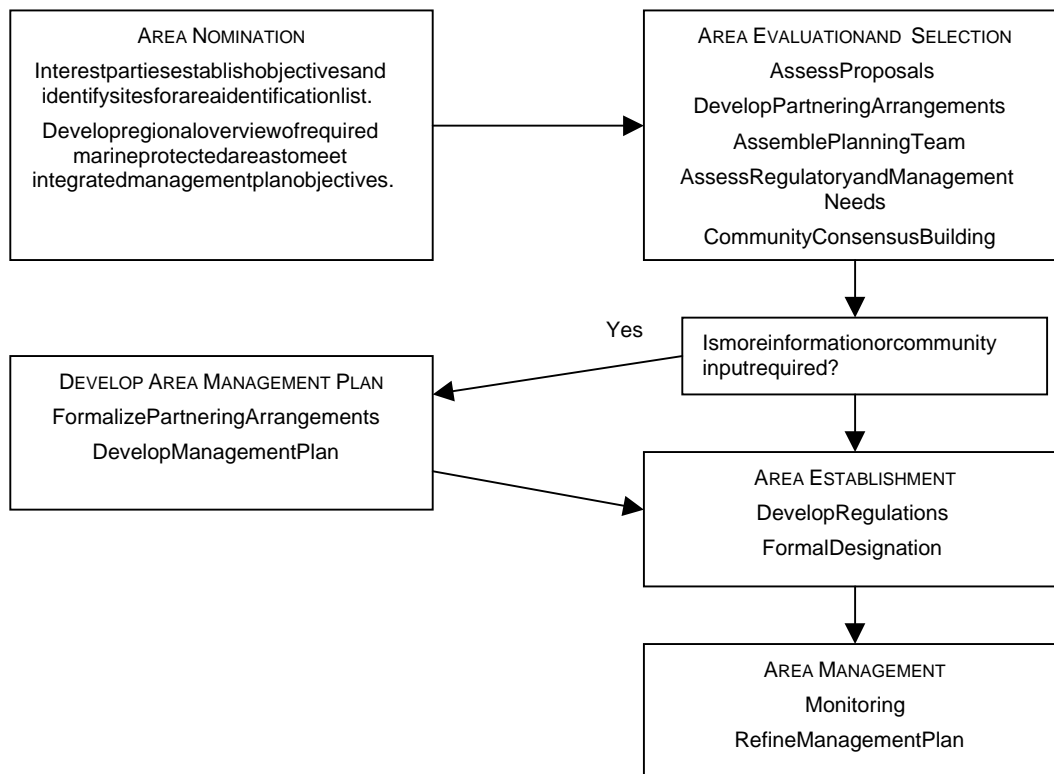 AREA NOMINATION
Interestpartiesestablishobjectivesand
identifysitesforareaidentificationlist.
Developregionaloverviewofrequired
marineprotectedareastomeet
integratedmanagementplanobjectives.
AREA EVALUATIONAND SELECTION
AssessProposals
DevelopPartneringArrangements
AssemblePlanningTeam
AssessRegulatoryandManagement
Needs
CommunityConsensusBuilding
Ismoreinformationorcommunity
inputrequired?
Yes
DEVELOP AREA MANAGEMENT PLAN
FormalizePartneringArrangements
DevelopManagementPlan
AREA ESTABLISHMENT
DevelopRegulations
FormalDesignation
AREA MANAGEMENT
Monitoring
RefineManagementPlan